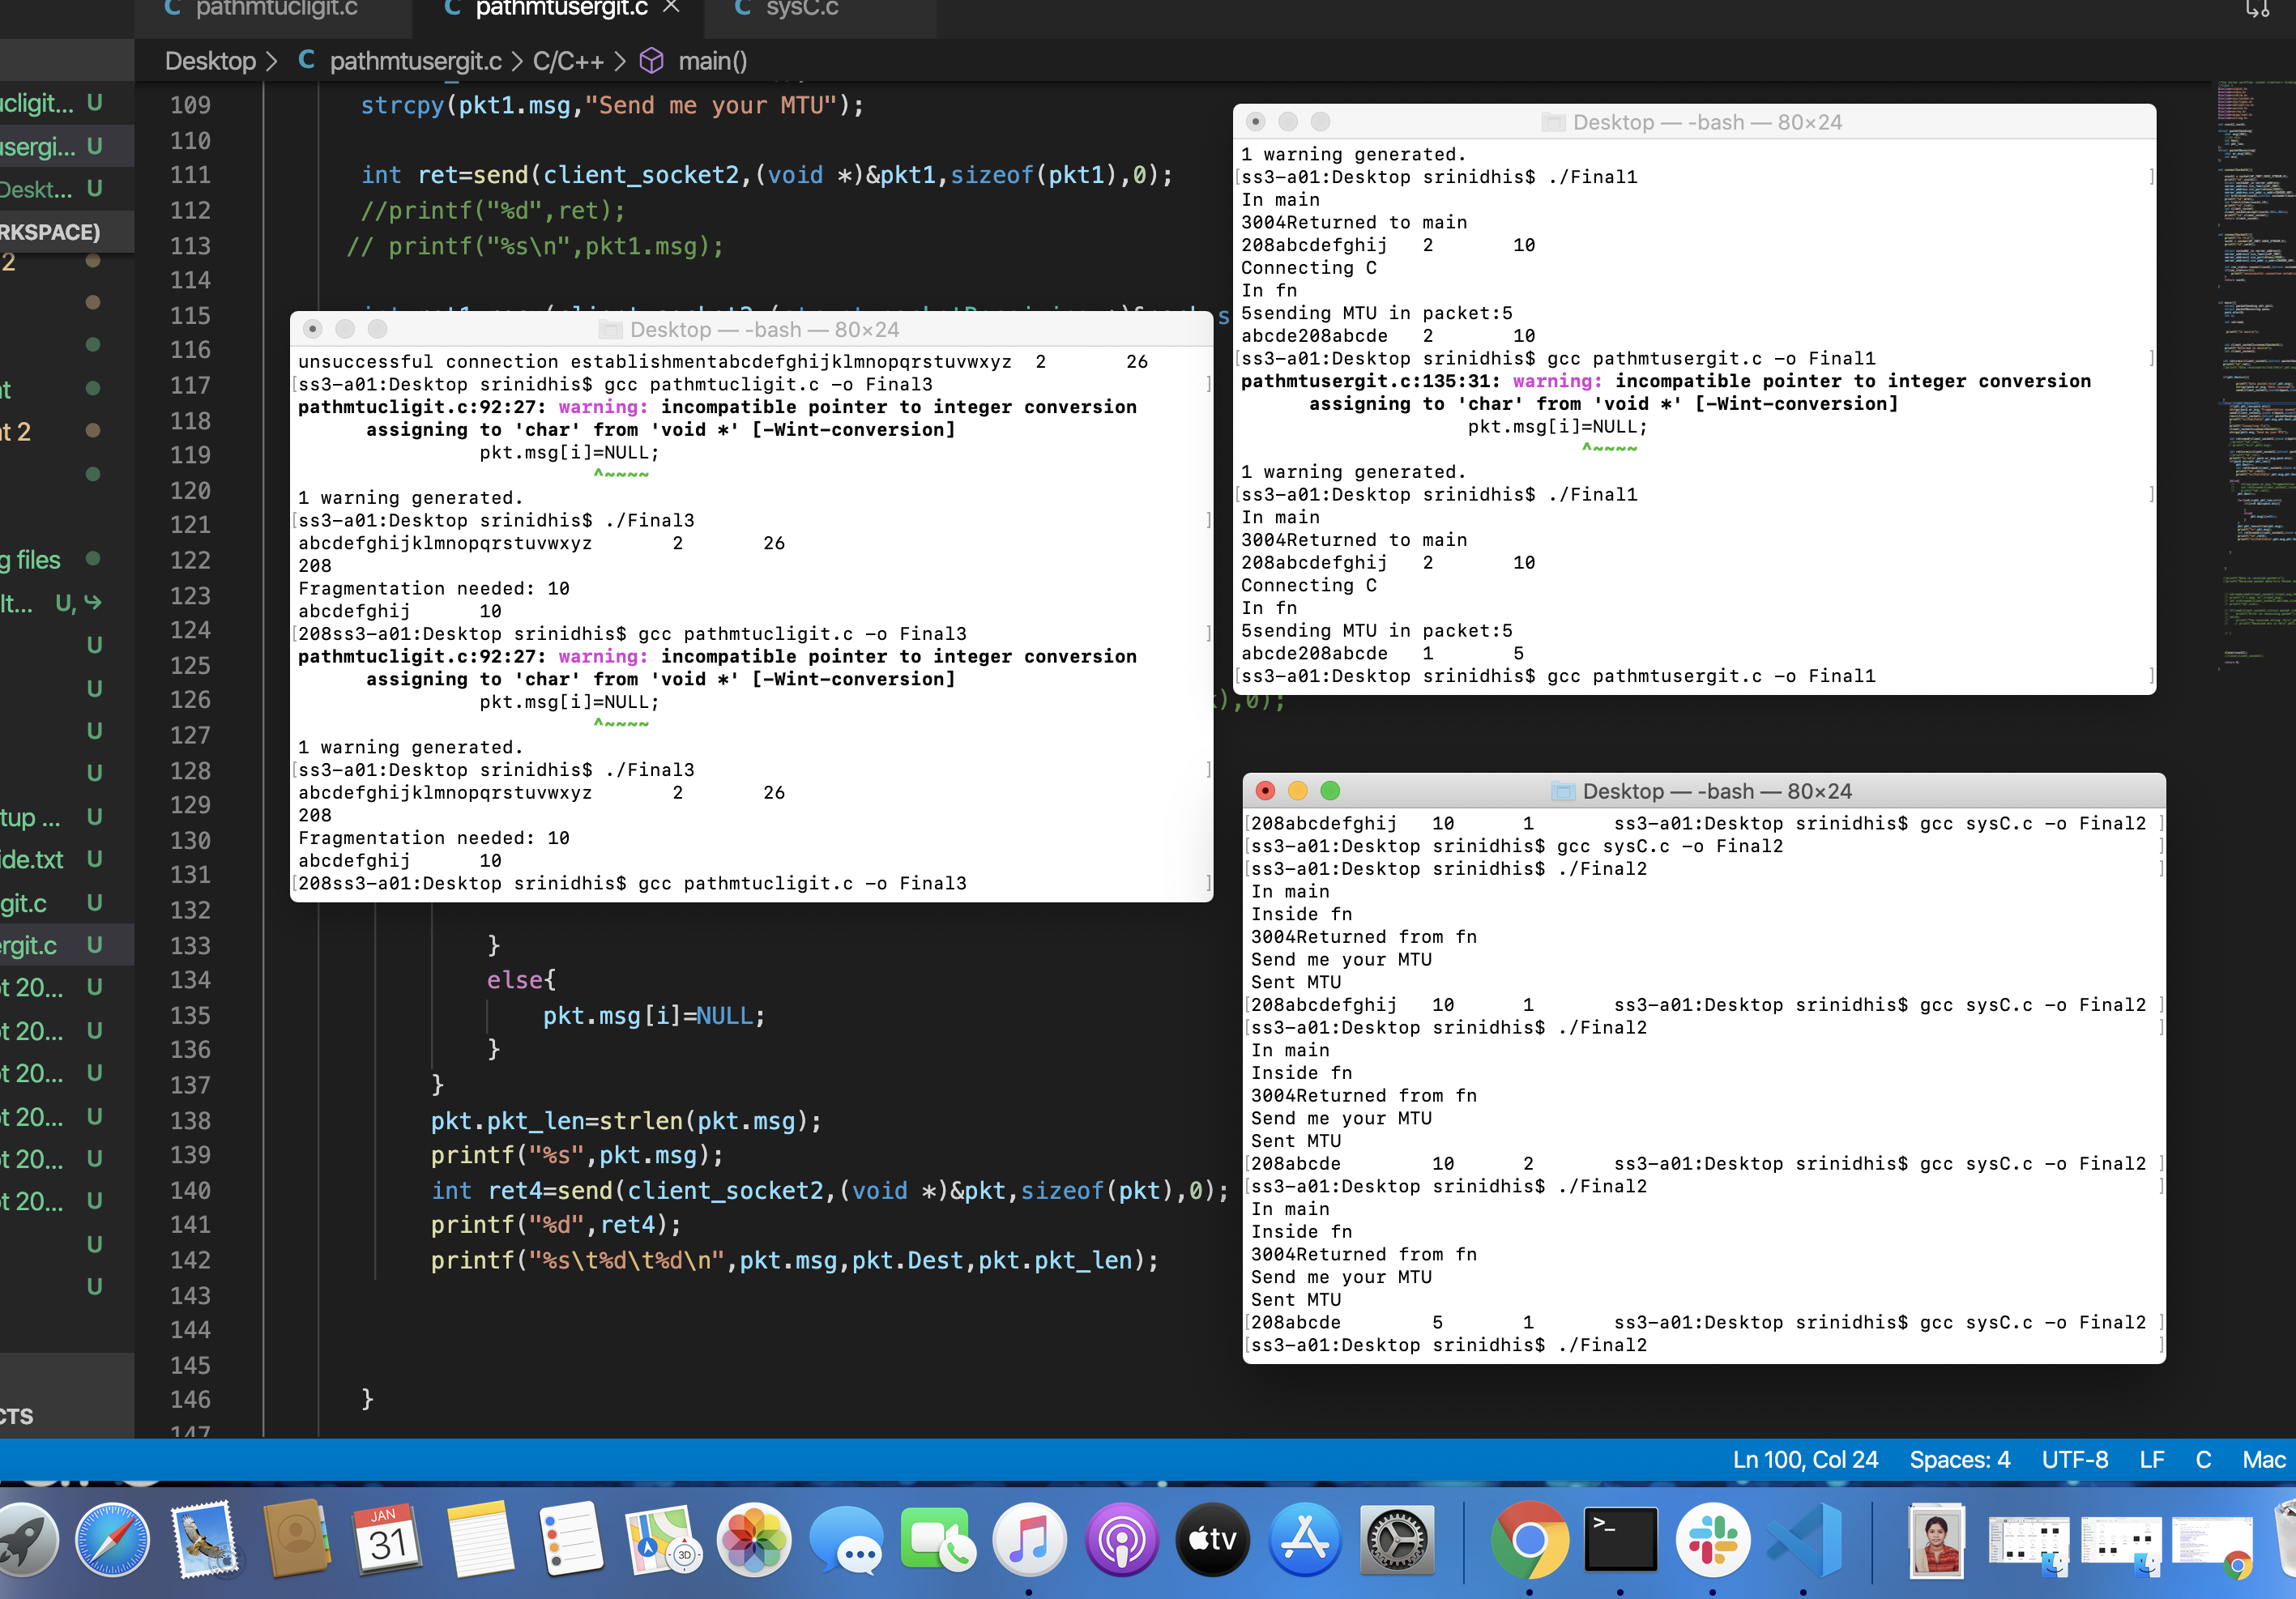 pathmtucligit.c
pathmtusergit.c
sysC.c
Desktop > C pathmtusergit.c > C/C++ > main()
ucligit... U
usergi... U
Deskt... U
RKSPACE)
2
nt
nt 2
g files
lt... U,
U
U
U
U
tup ... U
ide.txt U
git.c U
ergit.c U
ot 20... U
ot 20... U
ot 20... U
ot 20... U
ot 20... U
ot 20... U
U
U
CTS
109 strcpy(pkt1.msg,"Send me your MTU");
110
111 int ret=send(client_socket2,(void *)&pkt1,sizeof(pkt1),0);
112 //printf("%d",ret);
113 // printf("%s\n",pkt1.msg);
114
115
116
117
118
119
120
121
122
123
124
125
126 ),0);
127
128
129
130
131
132
133 }
134 else{
135 pkt.msg[i]=NULL;
136 }
137 }
138 pkt.pkt_len=strlen(pkt.msg);
139 printf("%s",pkt.msg);
140 int ret4=send(client_socket2,(void *)&pkt,sizeof(pkt),0);
141 printf("%d",ret4);
142 printf("%s\t%d\t%d\n",pkt.msg,pkt.Dest,pkt.pkt_len);
143
144
145
146 }
147
Desktop — -bash — 80×24
unsuccessful connection establishmentabcdefghijklmnopqrstuvwxyz 2 26
[ss3-a01:Desktop srinidhis$ gcc pathmtucligit.c -o Final3 ]
pathmtucligit.c:92:27: warning: incompatible pointer to integer conversion
assigning to 'char' from 'void *' [-Wint-conversion]
pkt.msg[i]=NULL;
^~~~~
1 warning generated.
[ss3-a01:Desktop srinidhis$ ./Final3 ]
abcdefghijklmnopqrstuvwxyz 2 26
208
Fragmentation needed: 10
abcdefghij 10
[208ss3-a01:Desktop srinidhis$ gcc pathmtucligit.c -o Final3 ]
pathmtucligit.c:92:27: warning: incompatible pointer to integer conversion
assigning to 'char' from 'void *' [-Wint-conversion]
pkt.msg[i]=NULL;
^~~~~
1 warning generated.
[ss3-a01:Desktop srinidhis$ ./Final3 ]
abcdefghijklmnopqrstuvwxyz 2 26
208
Fragmentation needed: 10
abcdefghij 10
[208ss3-a01:Desktop srinidhis$ gcc pathmtucligit.c -o Final3 ]
Desktop — -bash — 80×24
1 warning generated.
[ss3-a01:Desktop srinidhis$ ./Final1 ]
In main
3004Returned to main
208abcdefghij 2 10
Connecting C
In fn
5sending MTU in packet:5
abcde208abcde 2 10
[ss3-a01:Desktop srinidhis$ gcc pathmtusergit.c -o Final1 ]
pathmtusergit.c:135:31: warning: incompatible pointer to integer conversion
assigning to 'char' from 'void *' [-Wint-conversion]
pkt.msg[i]=NULL;
^~~~~
1 warning generated.
[ss3-a01:Desktop srinidhis$ ./Final1 ]
In main
3004Returned to main
208abcdefghij 2 10
Connecting C
In fn
5sending MTU in packet:5
abcde208abcde 1 5
[ss3-a01:Desktop srinidhis$ gcc pathmtusergit.c -o Final1 ]
Desktop — -bash — 80×24
[208abcdefghij 10 1 ss3-a01:Desktop srinidhis$ gcc sysC.c -o Final2 ]
[ss3-a01:Desktop srinidhis$ gcc sysC.c -o Final2 ]
[ss3-a01:Desktop srinidhis$ ./Final2 ]
In main
Inside fn
3004Returned from fn
Send me your MTU
Sent MTU
[208abcdefghij 10 1 ss3-a01:Desktop srinidhis$ gcc sysC.c -o Final2 ]
[ss3-a01:Desktop srinidhis$ ./Final2 ]
In main
Inside fn
3004Returned from fn
Send me your MTU
Sent MTU
[208abcde 10 2 ss3-a01:Desktop srinidhis$ gcc sysC.c -o Final2 ]
[ss3-a01:Desktop srinidhis$ ./Final2 ]
In main
Inside fn
3004Returned from fn
Send me your MTU
Sent MTU
[208abcde 5 1 ss3-a01:Desktop srinidhis$ gcc sysC.c -o Final2 ]
[ss3-a01:Desktop srinidhis$ ./Final2 ]
Ln 100, Col 24 Spaces: 4 UTF-8 LF C Mac
JAN
31
3D
tv
>_